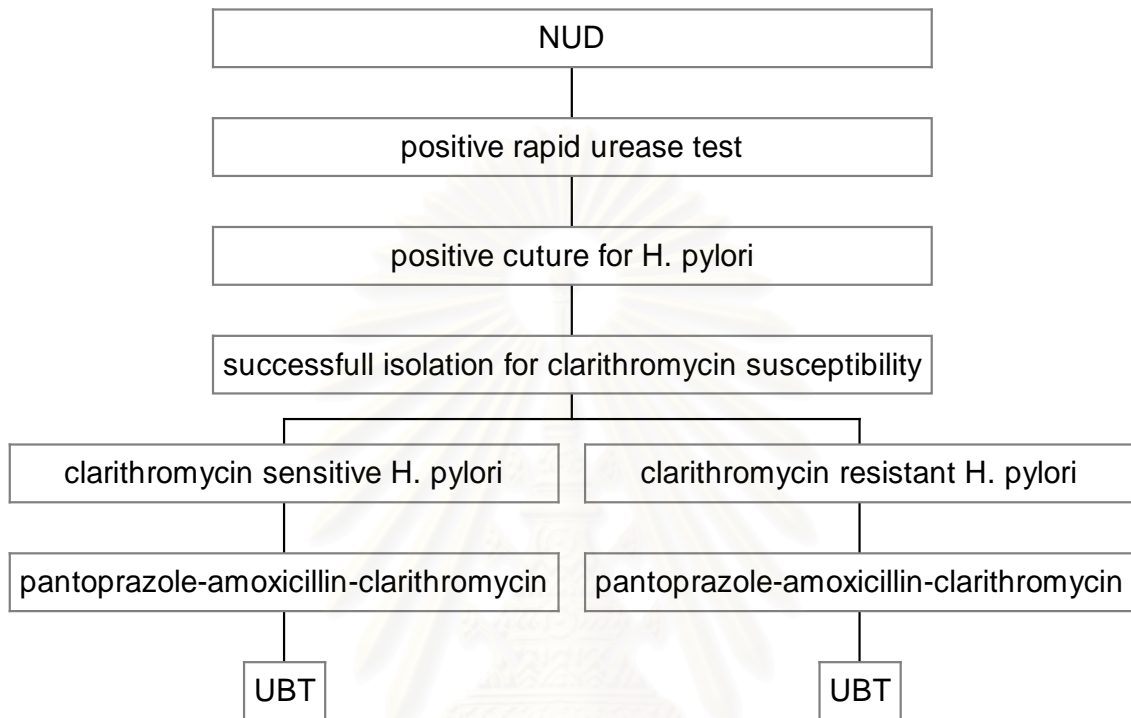 NUD
positive rapid urease test
positive cuture for H. pylori
successfull isolation for clarithromycin susceptibility
clarithromycin sensitive H. pylori
clarithromycin resistant H. pylori
pantoprazole-amoxicillin-clarithromycin
pantoprazole-amoxicillin-clarithromycin
UBT
UBT